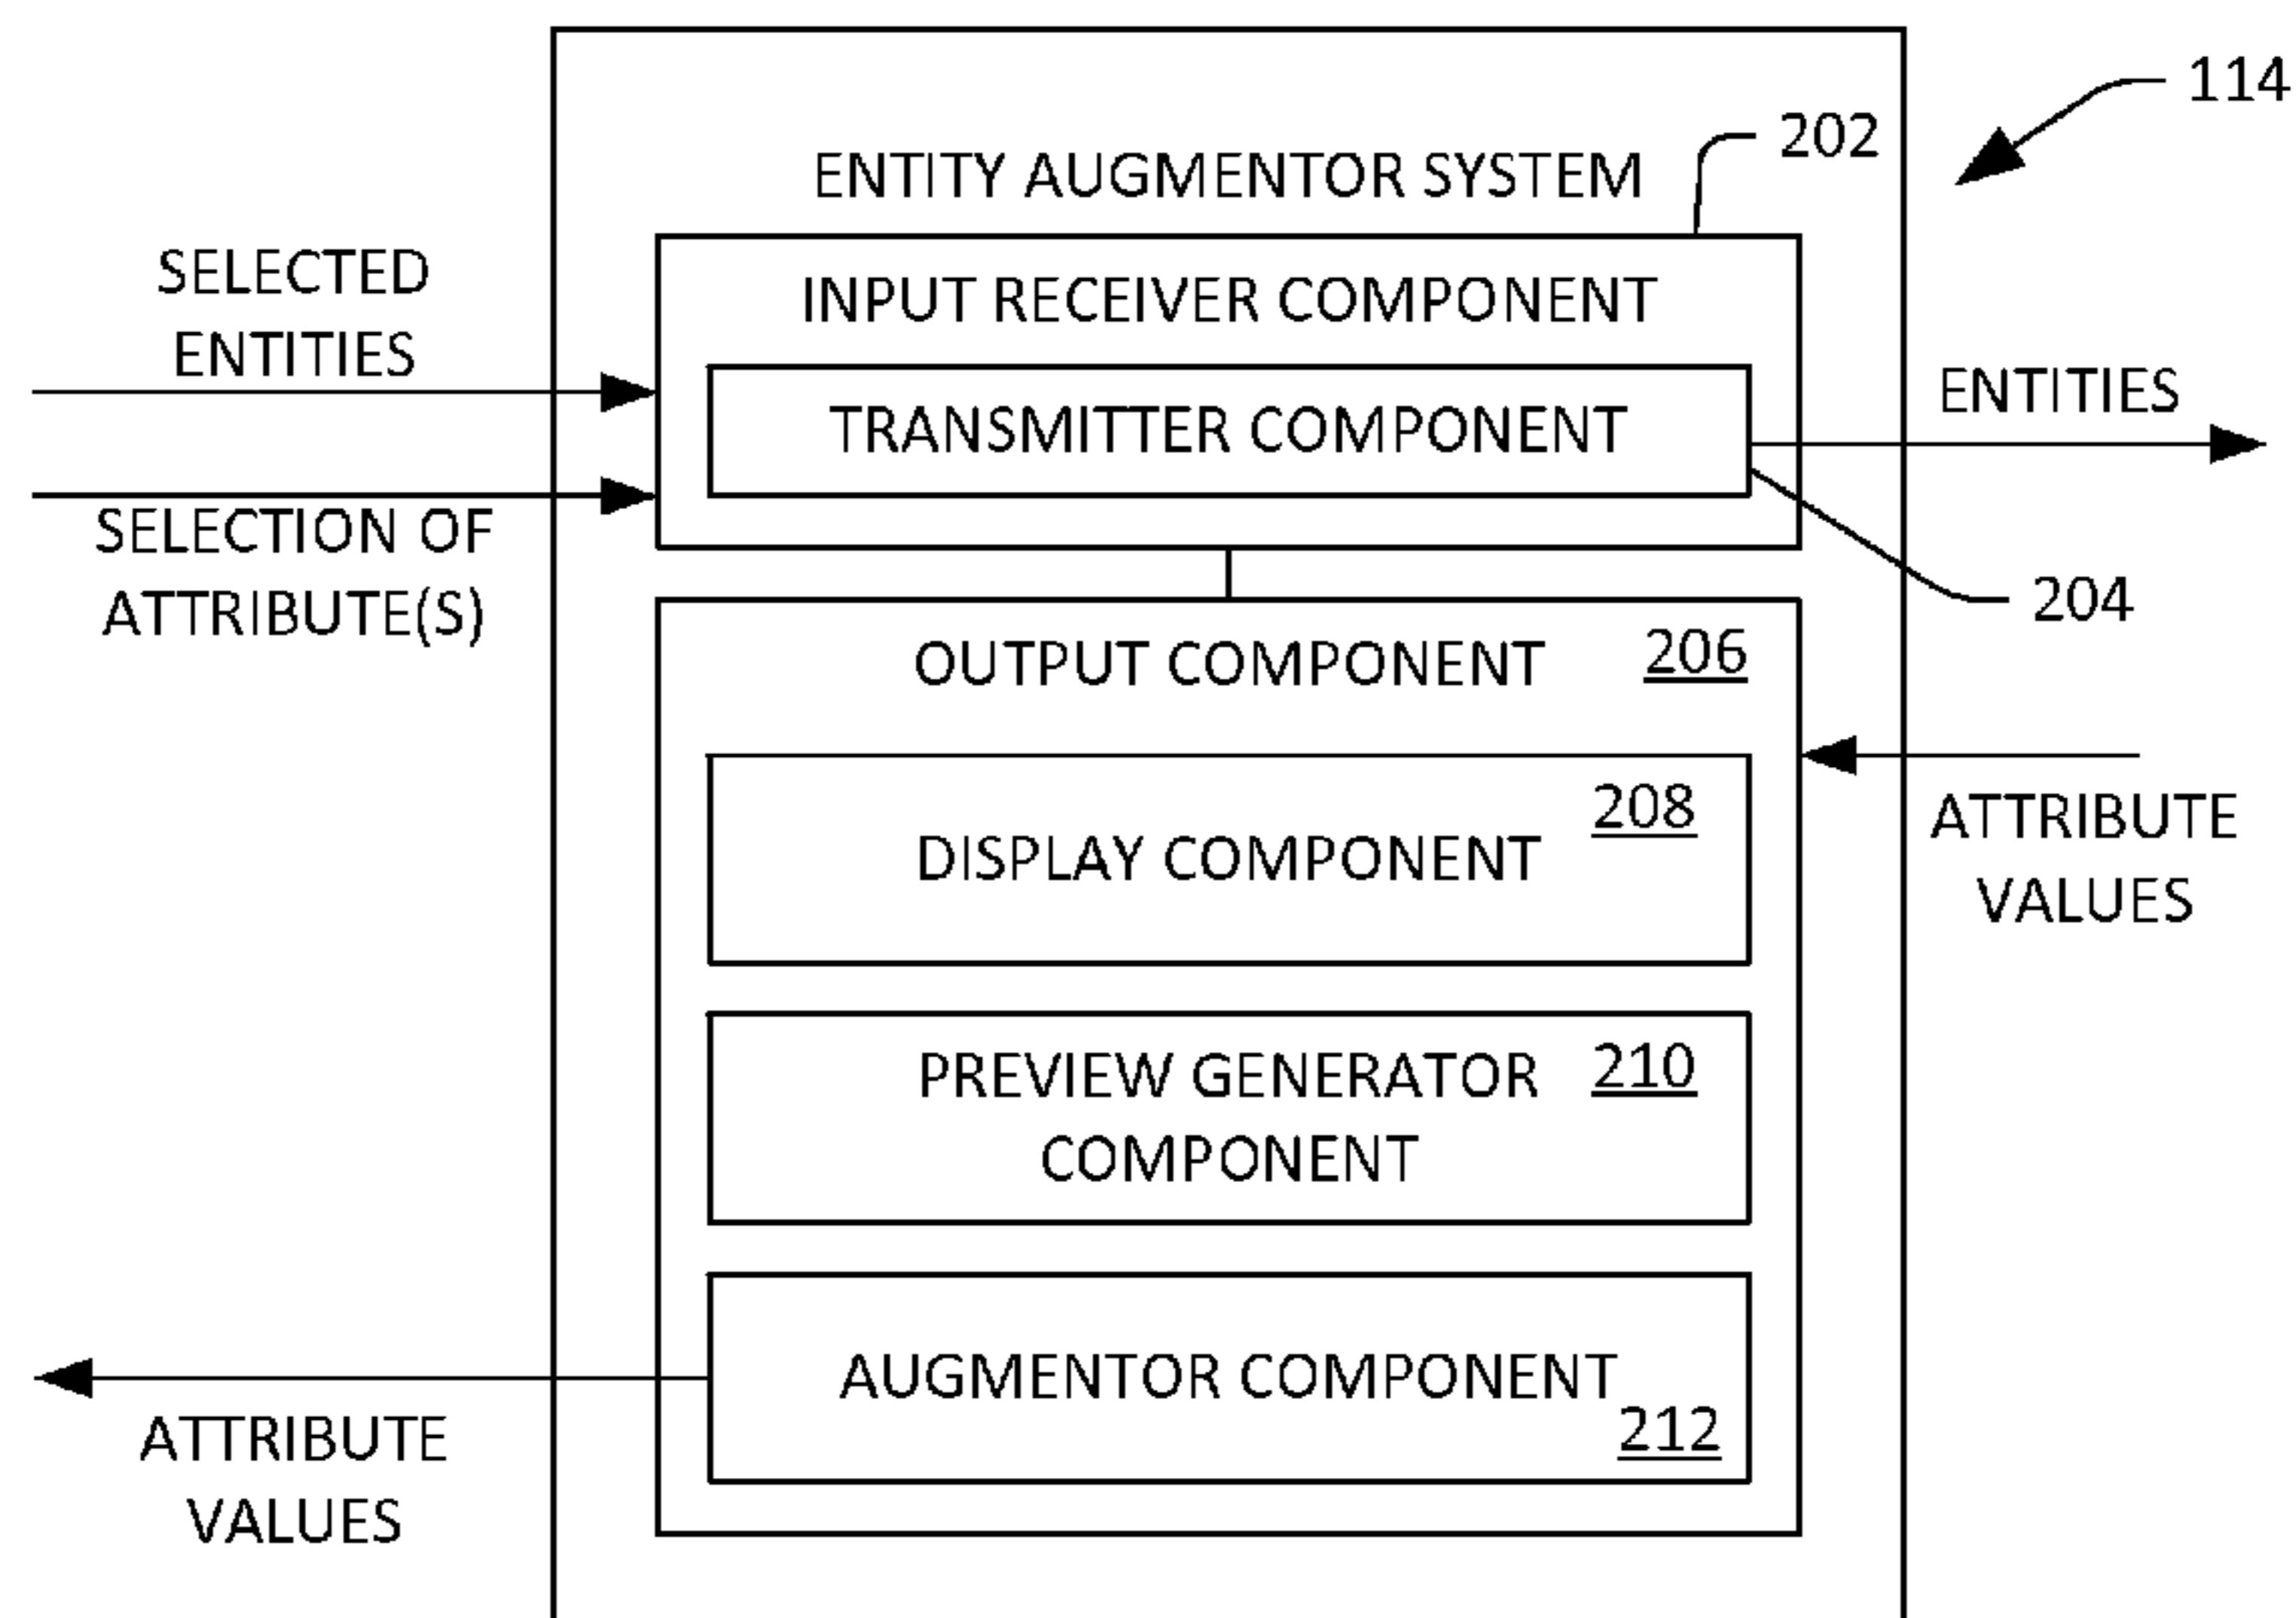 114
202
ENTITY AUGMENTOR SYSTEM
SELECTED
ENTITIES
INPUT RECEIVER COMPONENT
TRANSMITTER COMPONENT
ENTITIES
SELECTION OF
ATTRIBUTE(S)
204
OUTPUT COMPONENT 206
208
DISPLAY COMPONENT
ATTRIBUTE
VALUES
PREVIEW GENERATOR 210
COMPONENT
AUGMENTOR COMPONENT
212
ATTRIBUTE
VALUES